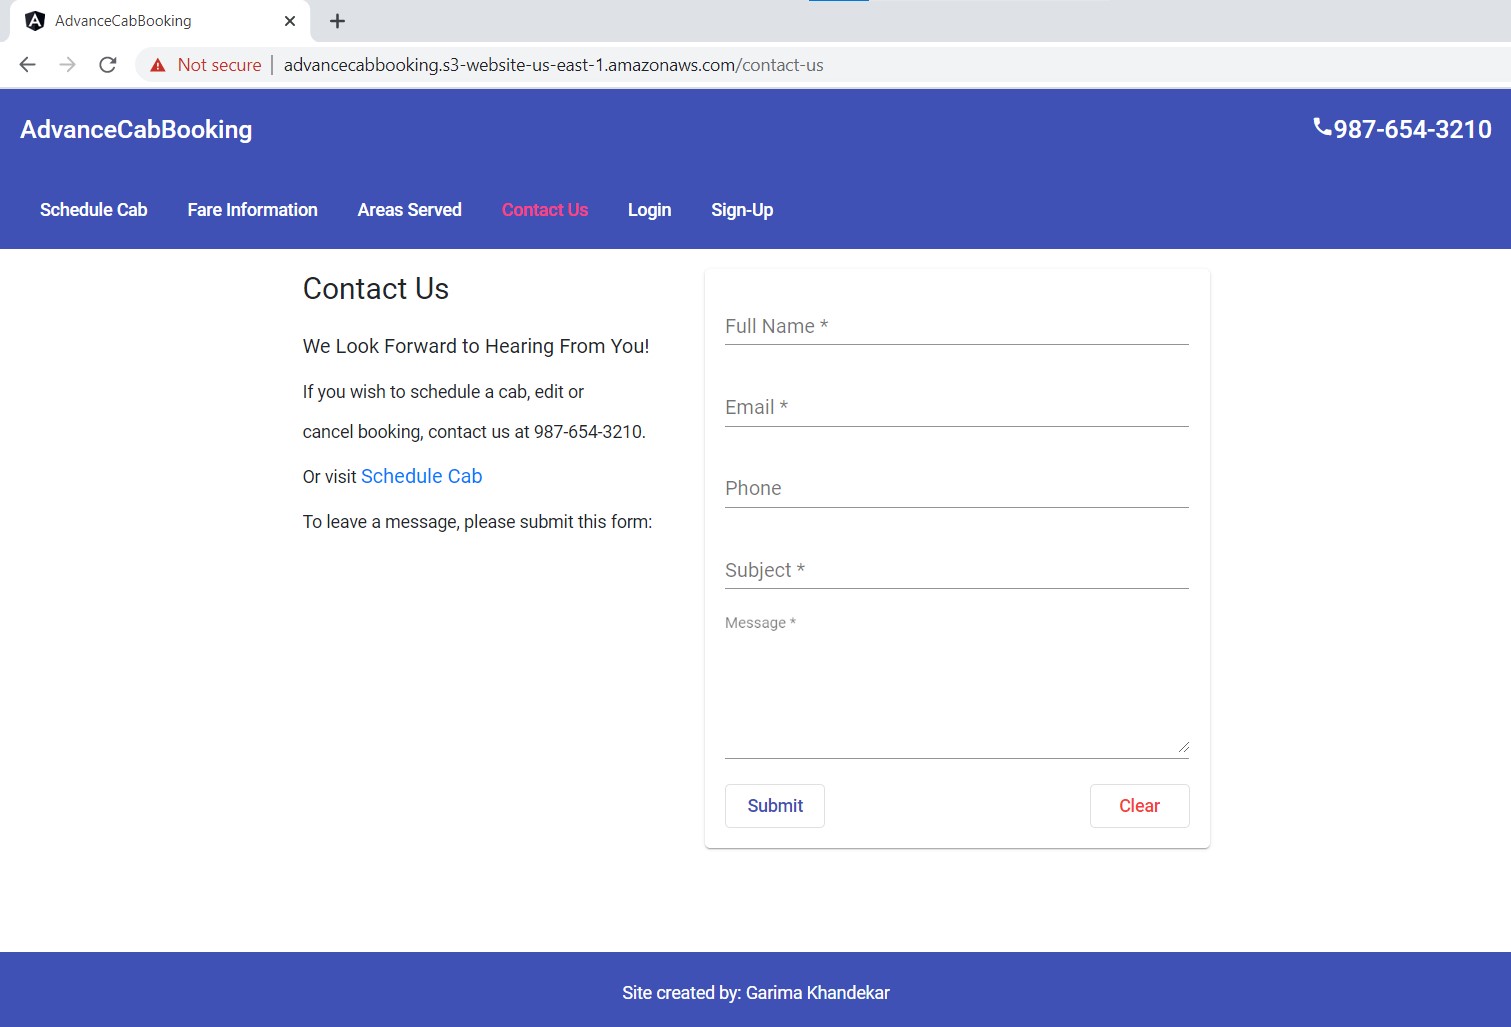 AdvanceCabBooking
Not secure | advancecabbooking.s3-website-us-east-1.amazonaws.com/contact-us
AdvanceCabBooking
987-654-3210
Schedule Cab
Fare Information
Areas Served
Contact Us
Login
Sign-Up
Contact Us
We Look Forward to Hearing From You!
If you wish to schedule a cab, edit or
cancel booking, contact us at 987-654-3210.
Or visit Schedule Cab
To leave a message, please submit this form:
Full Name *
Email *
Phone
Subject *
Message *
Submit
Clear
Site created by: Garima Khandekar